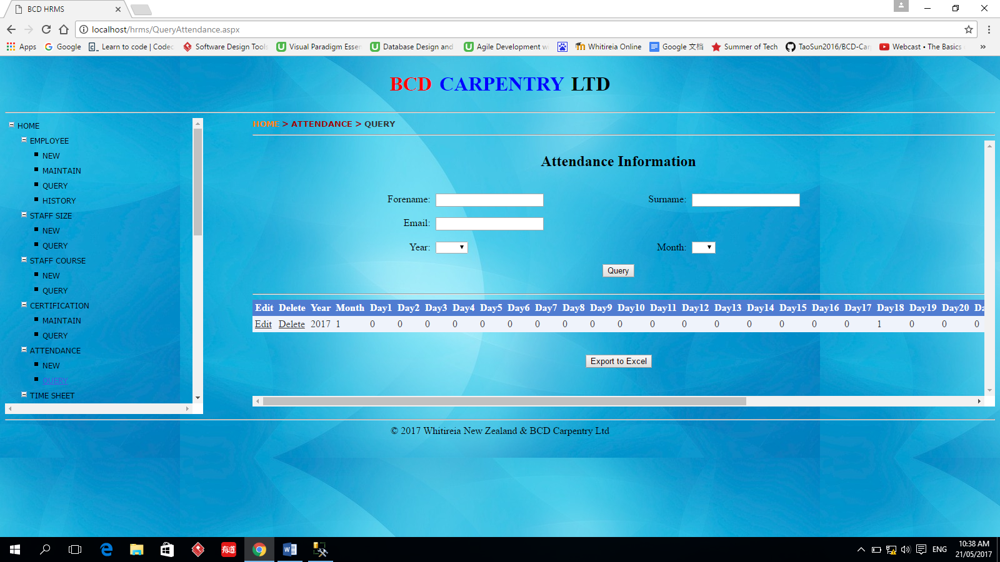 BCD HRMS
localhost/hrms/QueryAttendance.aspx
Apps Google Learn to code | Codec Software Design Tools Visual Paradigm Essen Database Design and Agile Development w Whitireia Online Google 文档 Summer of Tech TaoSun2016/BCD-Car Webcast • The Basics »
BCD CARPENTRY LTD
HOME
EMPLOYEE
NEW
MAINTAIN
QUERY
HISTORY
STAFF SIZE
NEW
QUERY
STAFF COURSE
NEW
QUERY
CERTIFICATION
MAINTAIN
QUERY
ATTENDANCE
NEW
QUERY
TIME SHEET
HOME > ATTENDANCE > QUERY
Attendance Information
Forename: Surname:
Email:
Year: Month:
Query
Edit Delete Year Month Day1 Day2 Day3 Day4 Day5 Day6 Day7 Day8 Day9 Day10 Day11 Day12 Day13 Day14 Day15 Day16 Day17 Day18 Day19 Day20 Da
Edit Delete 2017 1 0 0 0 0 0 0 0 0 0 0 0 0 0 0 0 0 0 1 0 0 0
Export to Excel
© 2017 Whitireia New Zealand & BCD Carpentry Ltd
有道
ENG
10:38 AM
21/05/2017